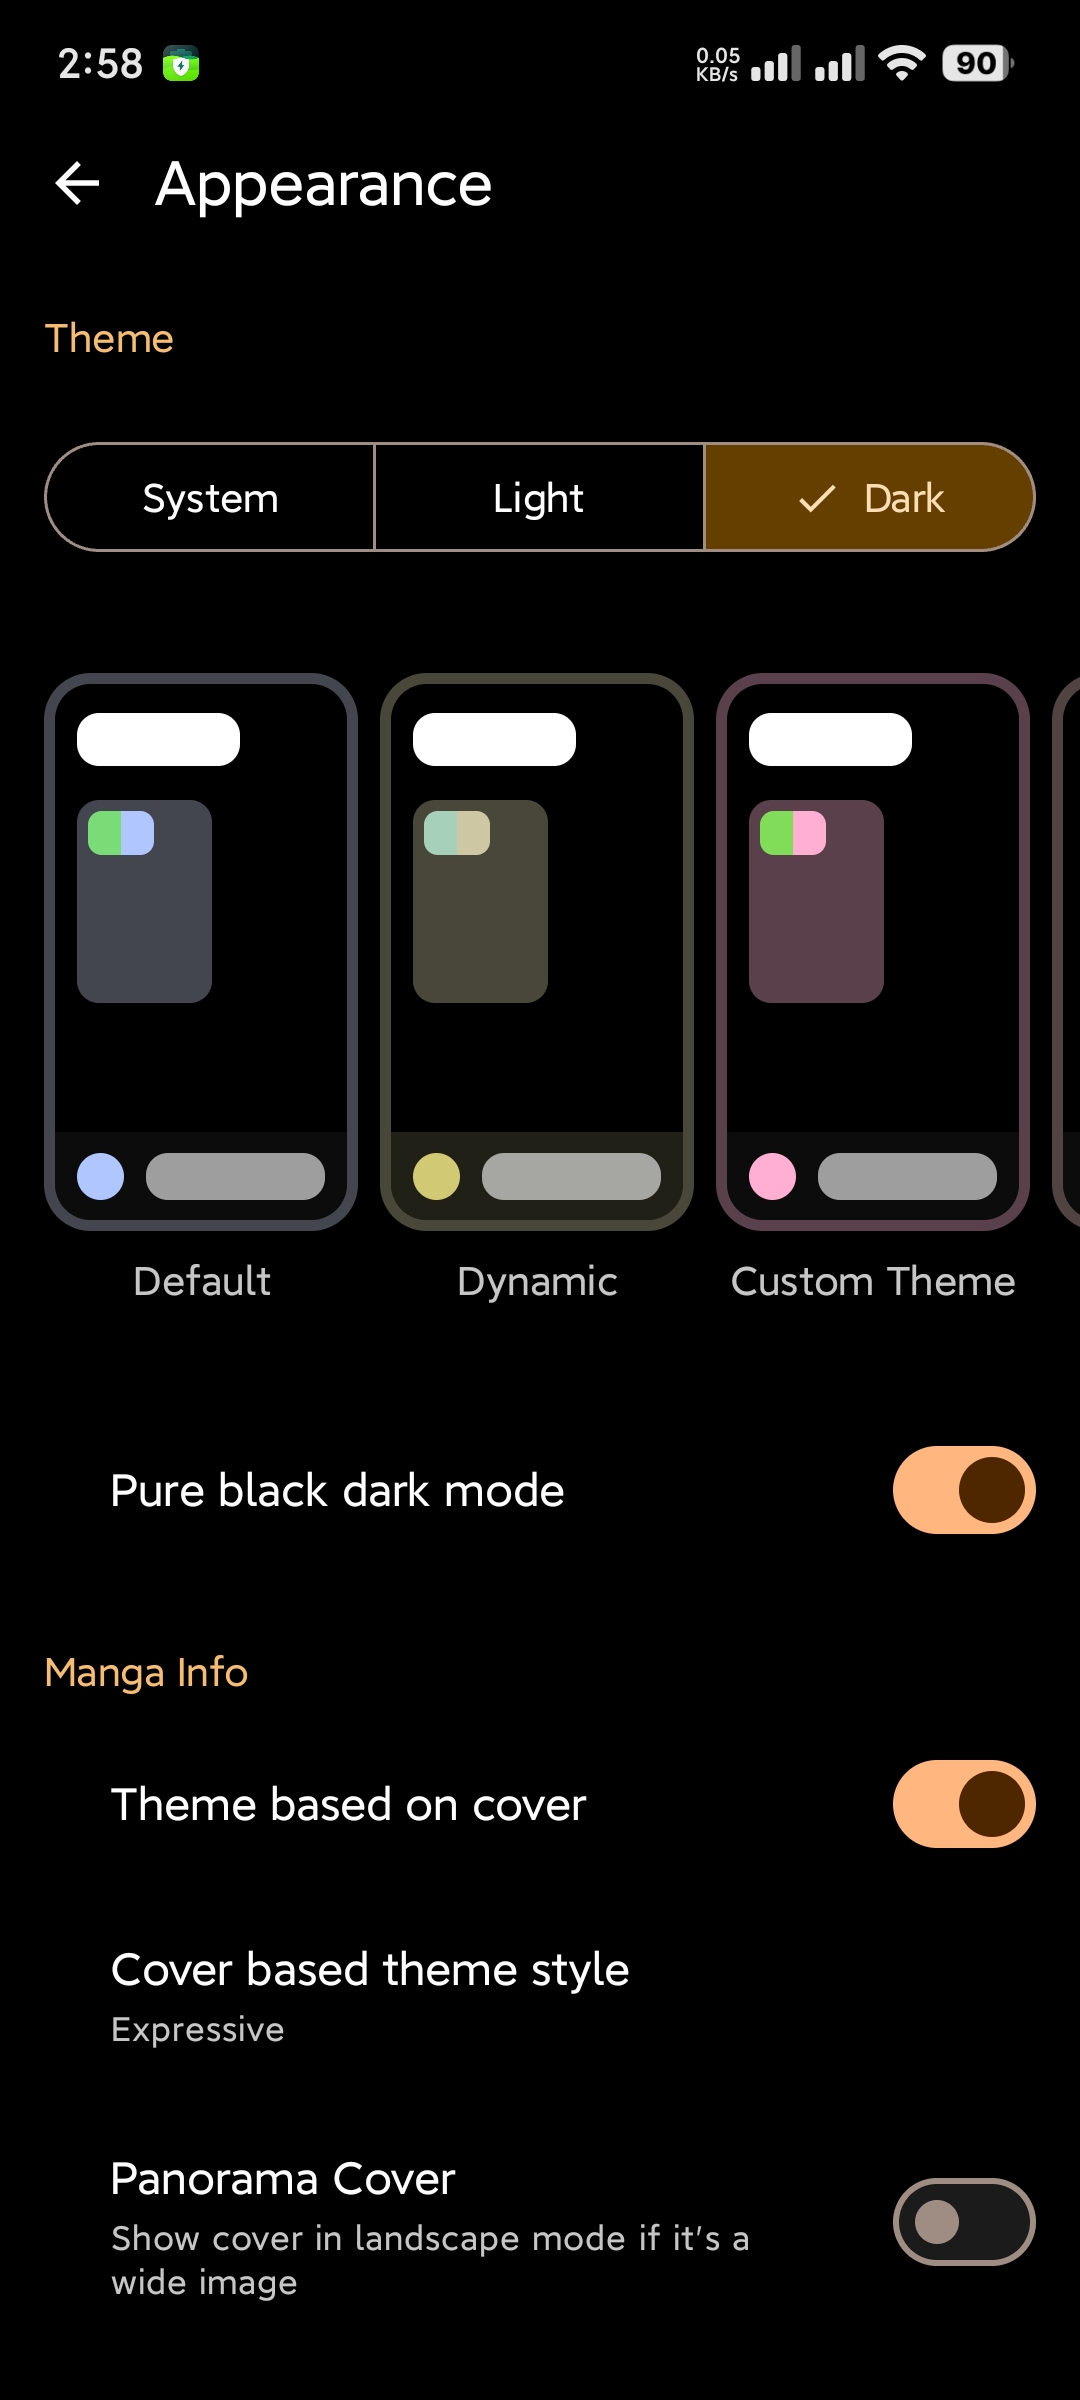 2:58
0.05
KB/s
90
Appearance
Theme
System
Light
Dark
Default
Dynamic
Custom Theme
Pure black dark mode
Manga Info
Theme based on cover
Cover based theme style
Expressive
Panorama Cover
Show cover in landscape mode if it's a
wide image